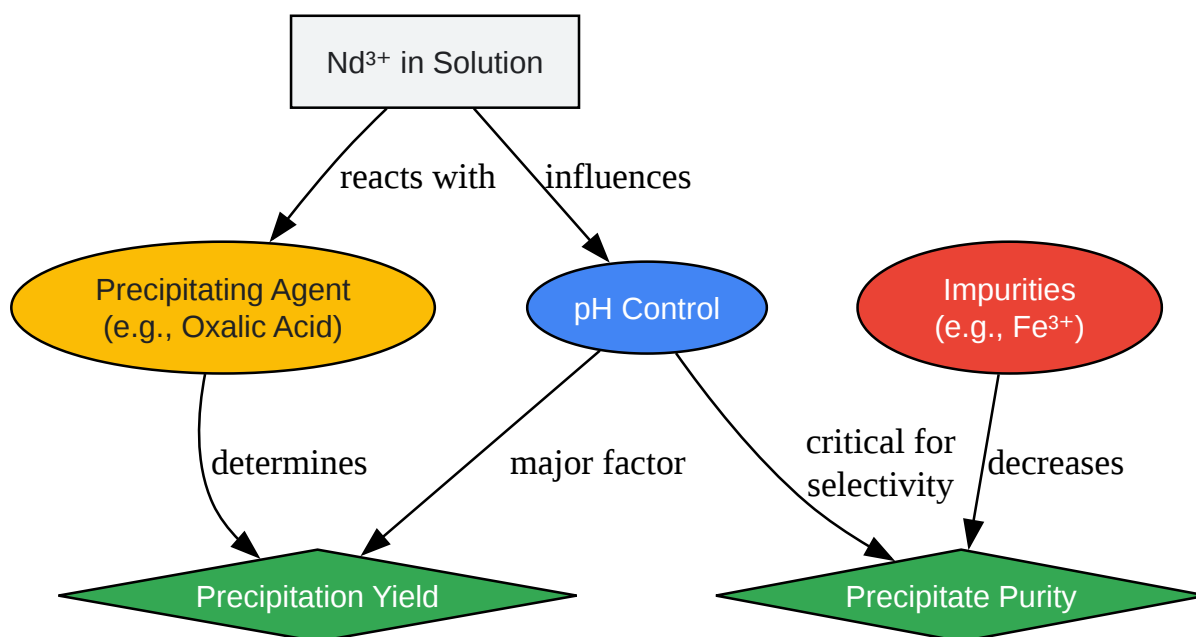 Nd³⁺ in Solution
reacts with
influences
Precipitating Agent
(e.g., Oxalic Acid)
pH Control
Impurities
(e.g., Fe³⁺)
determines
major factor
critical for
selectivity
decreases
Precipitation Yield
Precipitate Purity